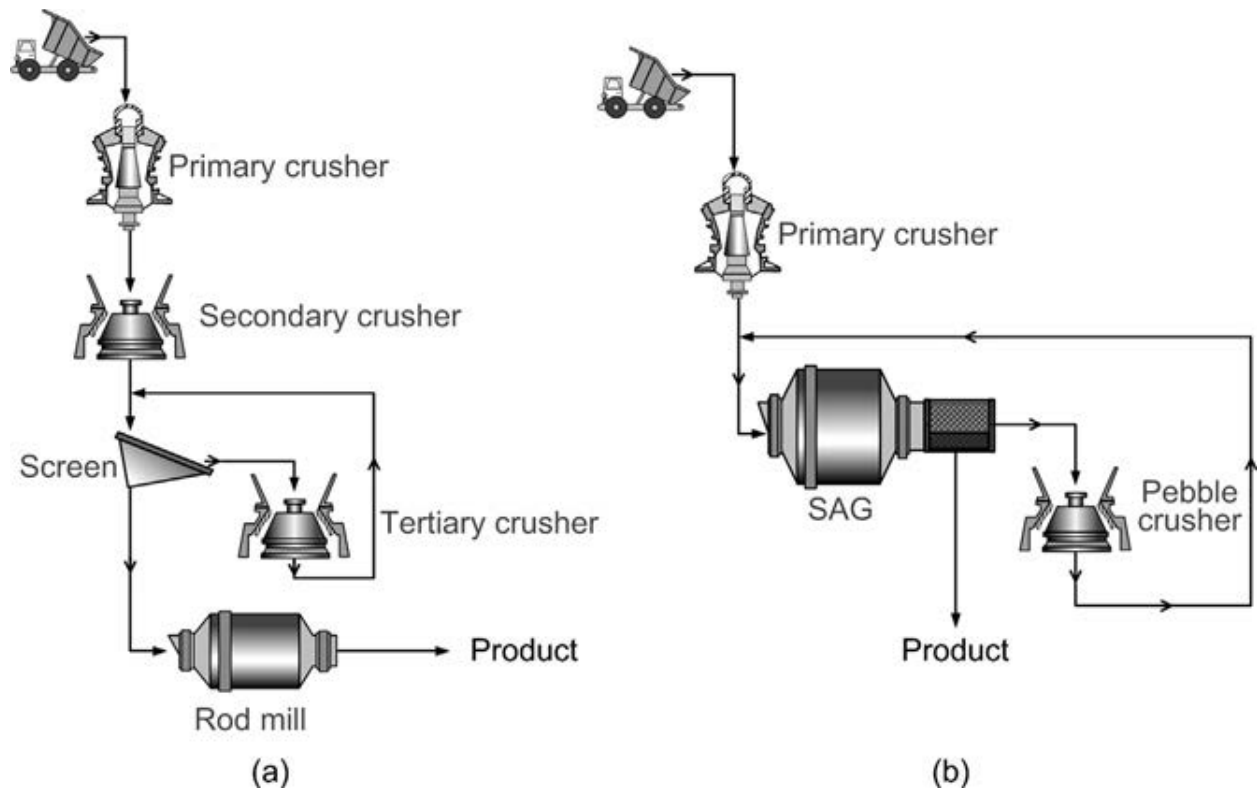 Primary crusher
Secondary crusher
Screen
Tertiary crusher
Rod mill
Product
(a)
Primary crusher
SAG
Pebble
crusher
Product
(b)